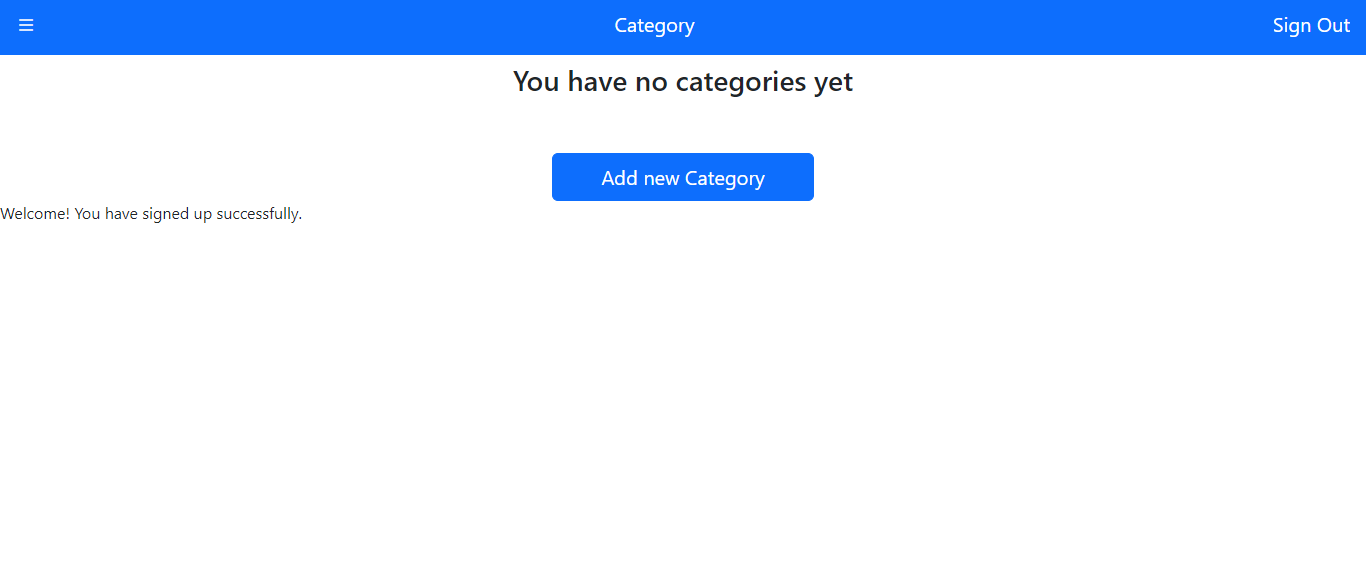 Category
Sign Out
You have no categories yet
Add new Category
Welcome! You have signed up successfully.